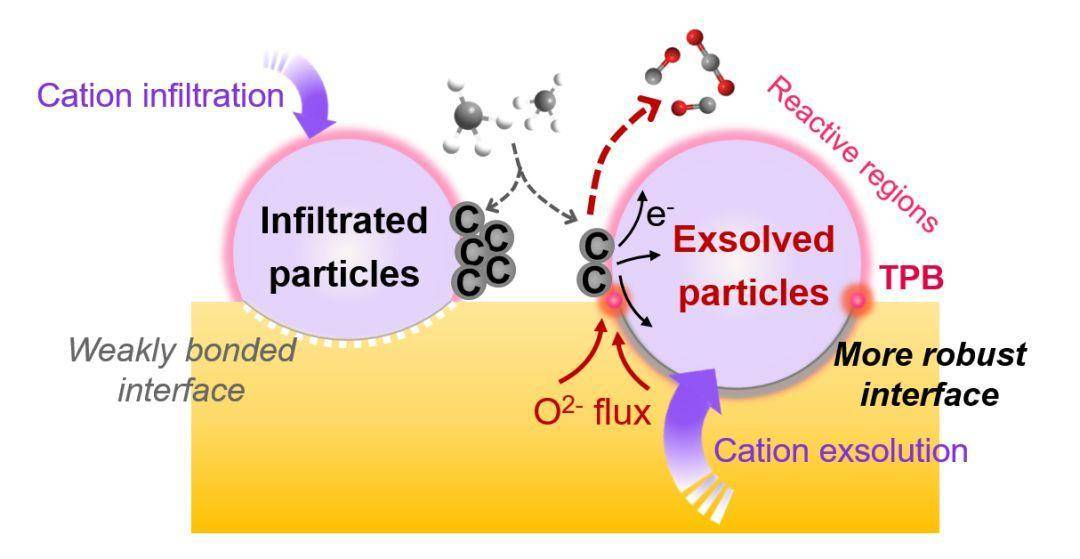 Cation infiltration
Infiltrated
particles
C
C
C
C
C
Weakly bonded
interface
C
C
e⁻
Exsolved
particles
Reactive regions
TPB
More robust
interface
O²⁻ flux
Cation exsolution